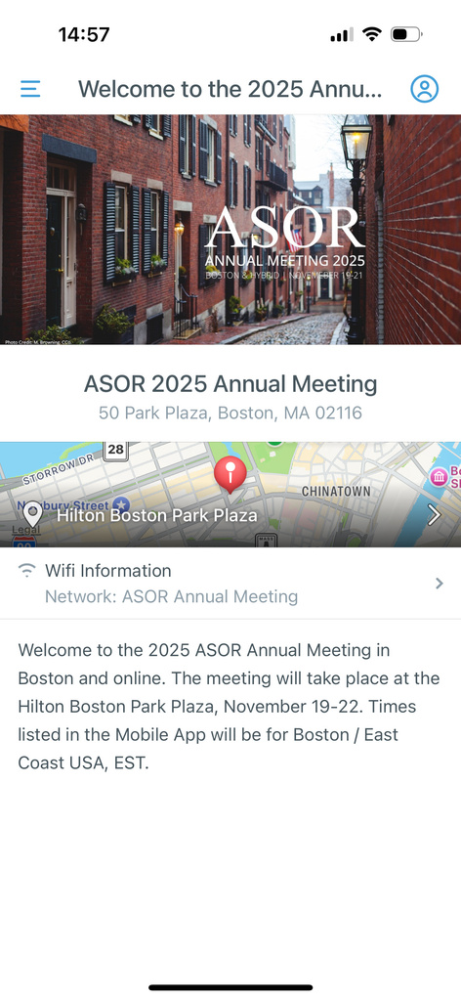 14:57
Welcome to the 2025 Annu...
ASOR
ANNUAL MEETING 2025
BOSTON & HYBRID | NOVEMEBER 19-21
Photo Credit: M. Browning, CCO.
ASOR 2025 Annual Meeting
50 Park Plaza, Boston, MA 02116
28
STORROW DR
CHINATOWN
Newbury Street
Hilton Boston Park Plaza
Legal
Wifi Information
Network: ASOR Annual Meeting
Welcome to the 2025 ASOR Annual Meeting in
Boston and online. The meeting will take place at the
Hilton Boston Park Plaza, November 19-22. Times
listed in the Mobile App will be for Boston / East
Coast USA, EST.